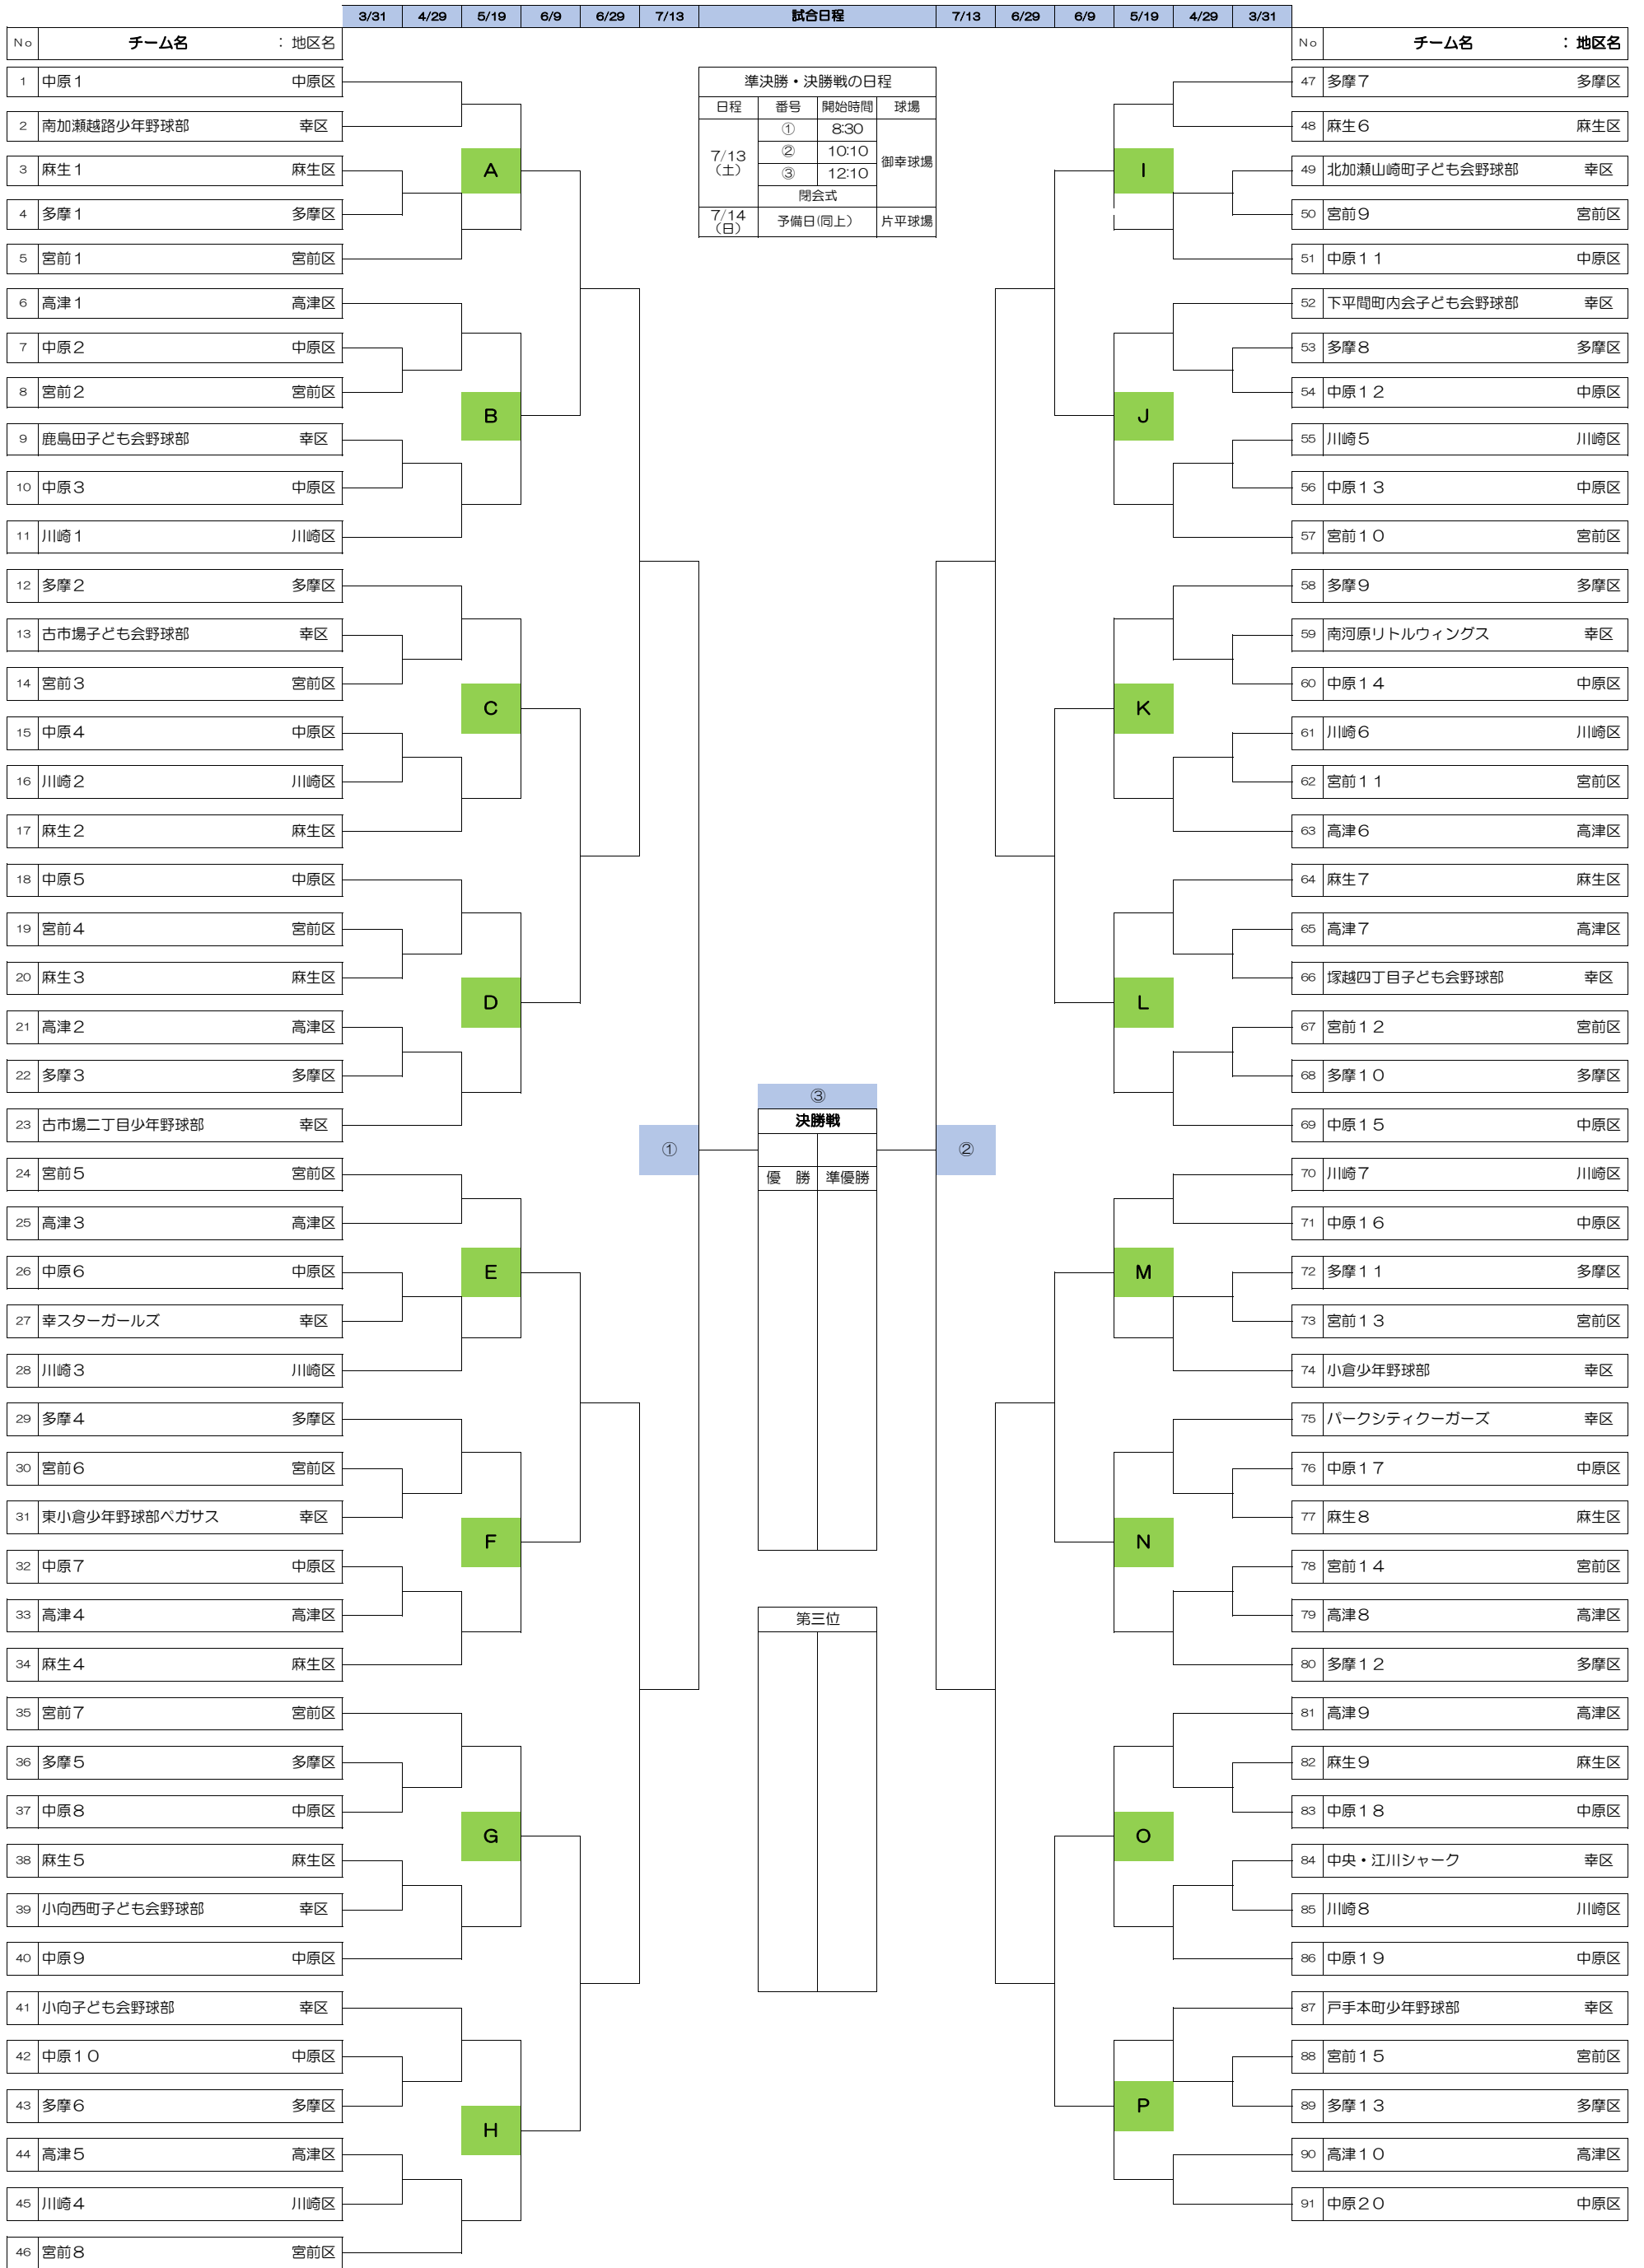 3/31 4/29 5/19 6/9 6/29 7/13 試合日程 7/13 6/29 6/9 5/19 4/29 3/31
No チーム名 : 地区名
1 中原1 中原区
2 南加瀬越路少年野球部 幸区
3 麻生1 麻生区
4 多摩1 多摩区
5 宮前1 宮前区
6 高津1 高津区
7 中原2 中原区
8 宮前2 宮前区
9 鹿島田子ども会野球部 幸区
10 中原3 中原区
11 川崎1 川崎区
12 多摩2 多摩区
13 古市場子ども会野球部 幸区
14 宮前3 宮前区
15 中原4 中原区
16 川崎2 川崎区
17 麻生2 麻生区
18 中原5 中原区
19 宮前4 宮前区
20 麻生3 麻生区
21 高津2 高津区
22 多摩3 多摩区
23 古市場二丁目少年野球部 幸区
24 宮前5 宮前区
25 高津3 高津区
26 中原6 中原区
27 幸スターガールズ 幸区
28 川崎3 川崎区
29 多摩4 多摩区
30 宮前6 宮前区
31 東小倉少年野球部ペガサス 幸区
32 中原7 中原区
33 高津4 高津区
34 麻生4 麻生区
35 宮前7 宮前区
36 多摩5 多摩区
37 中原8 中原区
38 麻生5 麻生区
39 小向西町子ども会野球部 幸区
40 中原9 中原区
41 小向子ども会野球部 幸区
42 中原10 中原区
43 多摩6 多摩区
44 高津5 高津区
45 川崎4 川崎区
46 宮前8 宮前区
A
B
C
D
E
F
G
H
準決勝・決勝戦の日程
日程 番号 開始時間 球場
7/13(土) ① 8:30 御幸球場
② 10:10
③ 12:10
閉会式
7/14(日) 予備日(同上) 片平球場
①
③
決勝戦
優 勝 準優勝
第三位
②
I
J
K
L
M
N
O
P
No チーム名 : 地区名
47 多摩7 多摩区
48 麻生6 麻生区
49 北加瀬山崎町子ども会野球部 幸区
50 宮前9 宮前区
51 中原11 中原区
52 下平間町内会子ども会野球部 幸区
53 多摩8 多摩区
54 中原12 中原区
55 川崎5 川崎区
56 中原13 中原区
57 宮前10 宮前区
58 多摩9 多摩区
59 南河原リトルウィングス 幸区
60 中原14 中原区
61 川崎6 川崎区
62 宮前11 宮前区
63 高津6 高津区
64 麻生7 麻生区
65 高津7 高津区
66 塚越四丁目子ども会野球部 幸区
67 宮前12 宮前区
68 多摩10 多摩区
69 中原15 中原区
70 川崎7 川崎区
71 中原16 中原区
72 多摩11 多摩区
73 宮前13 宮前区
74 小倉少年野球部 幸区
75 パークシティクーガーズ 幸区
76 中原17 中原区
77 麻生8 麻生区
78 宮前14 宮前区
79 高津8 高津区
80 多摩12 多摩区
81 高津9 高津区
82 麻生9 麻生区
83 中原18 中原区
84 中央・江川シャーク 幸区
85 川崎8 川崎区
86 中原19 中原区
87 戸手本町少年野球部 幸区
88 宮前15 宮前区
89 多摩13 多摩区
90 高津10 高津区
91 中原20 中原区